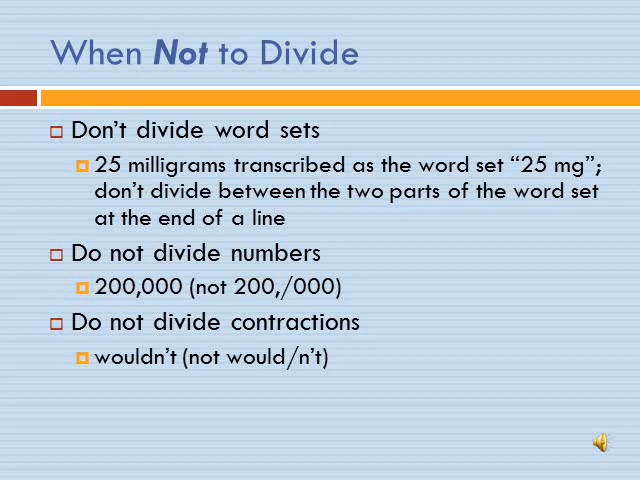 When Not to Divide
Don’t divide word sets
25 milligrams transcribed as the word set “25 mg”;
don’t divide between the two parts of the word set
at the end of a line
Do not divide numbers
200,000 (not 200,/000)
Do not divide contractions
wouldn’t (not would/n’t)